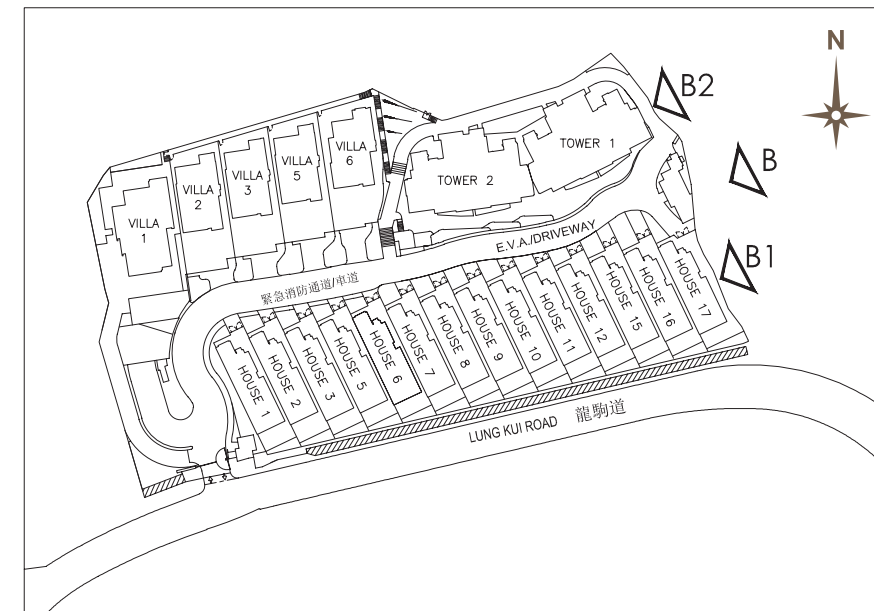 N
B2
B
B1
VILLA
1
VILLA
2
VILLA
3
VILLA
5
VILLA
6
TOWER 2
TOWER 1
E.V.A./DRIVEWAY
緊急消防通道/車道
HOUSE 1
HOUSE 2
HOUSE 3
HOUSE 5
HOUSE 6
HOUSE 7
HOUSE 8
HOUSE 9
HOUSE 10
HOUSE 11
HOUSE 12
HOUSE 15
HOUSE 16
HOUSE 17
LUNG KUI ROAD 龍駒道